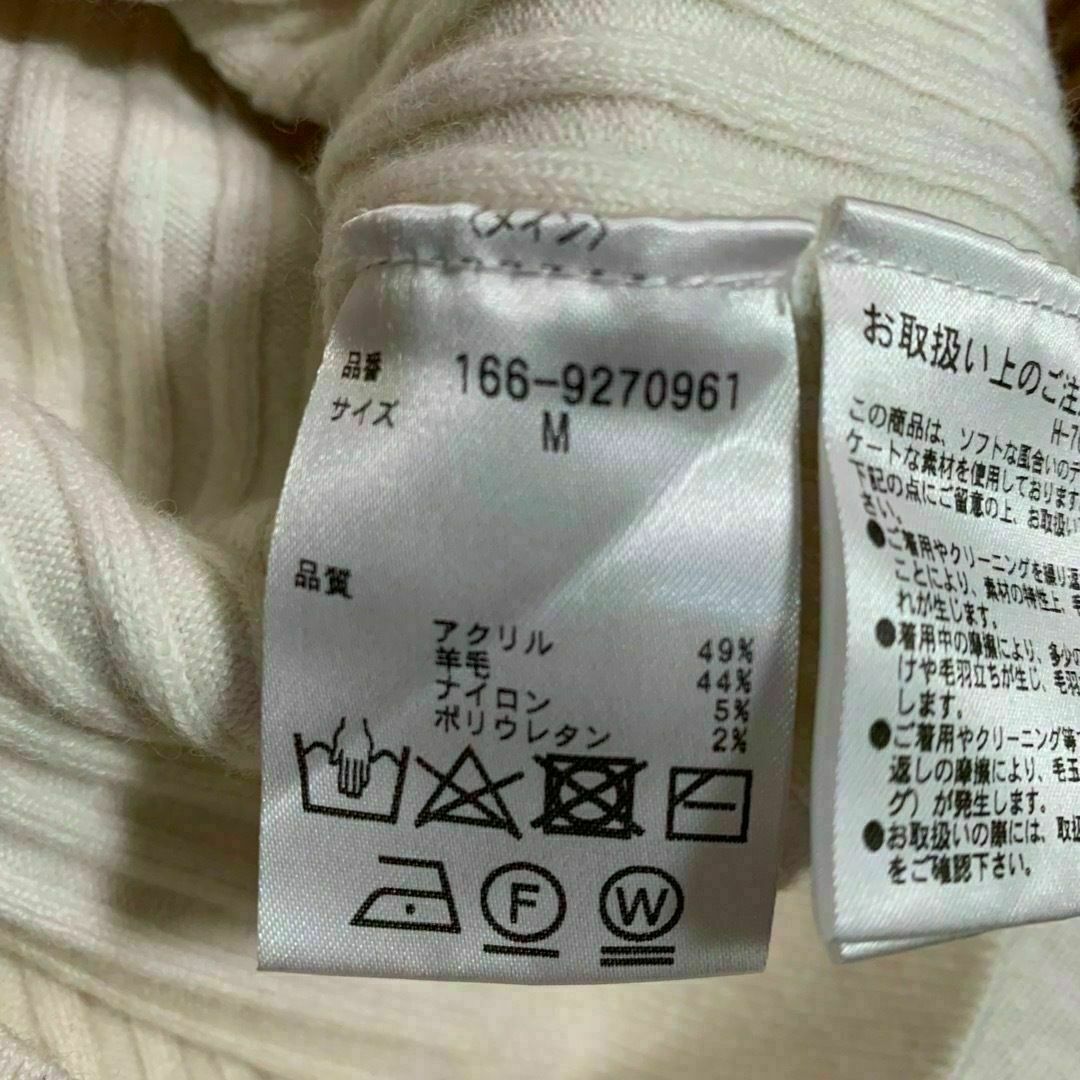 〈メイン〉
品番 166-9270961
サイズ M
品質
アクリル 49%
羊毛 44%
ナイロン 5%
ポリウレタン 2%
F W
お取扱い上のご注
H-7
この商品は、ソフトな風合いのデ
ケートな素材を使用しております
下記の点にご留意の上、お取扱い
さい。
●ご着用やクリーニングを繰り返
ことにより、素材の特性上、毛
れが生じます。
●着用中の摩擦により、多少の
けや毛羽立ちが生じ、毛羽
します。
●ご着用やクリーニング等
返しの摩擦により、毛玉
グ）が発生します。
●お取扱いの際には、取扱
をご確認下さい。